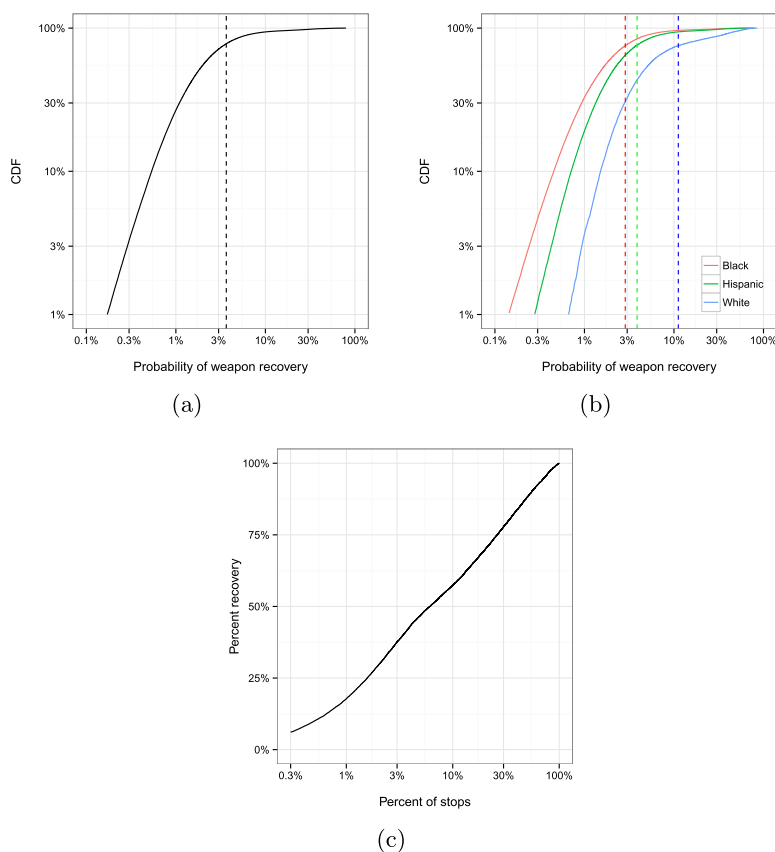 100%
30%
10%
3%
1%
CDF
0.1% 0.3% 1% 3% 10% 30% 100%
Probability of weapon recovery
(a)
100%
30%
10%
3%
1%
CDF
Black
Hispanic
White
0.1% 0.3% 1% 3% 10% 30% 100%
Probability of weapon recovery
(b)
100%
75%
50%
25%
0%
Percent recovery
0.3% 1% 3% 10% 30% 100%
Percent of stops
(c)